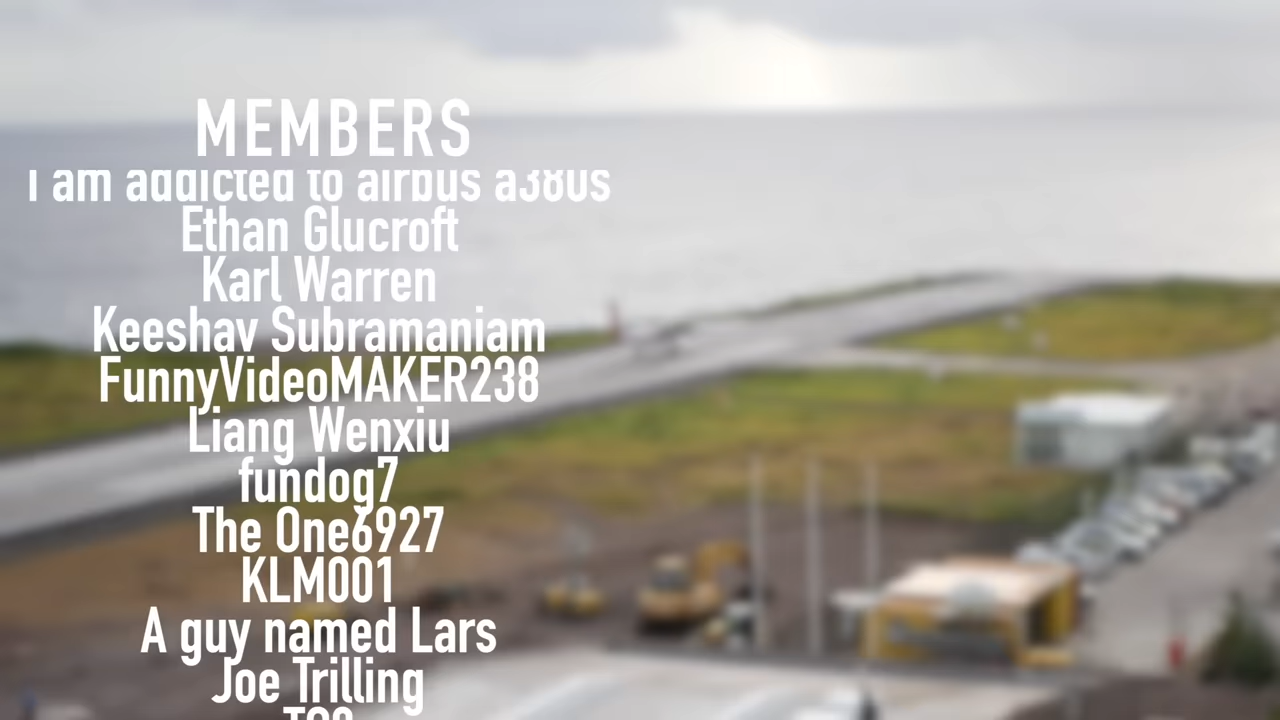 MEMBERS
I am addicted to airbus a380s
Ethan Glucroft
Karl Warren
Keeshav Subramaniam
FunnyVideoMAKER238
Liang Wenxiu
fundog7
The One6927
KLM001
A guy named Lars
Joe Trilling